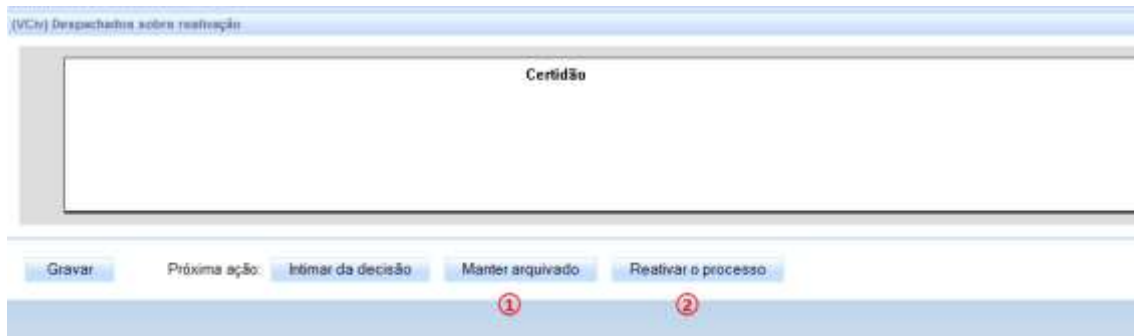 (VCiv) Despachados sobre reativação
Certidão
Gravar Próxima ação: Intimar da decisão Manter arquivado Reativar o processo
① ②